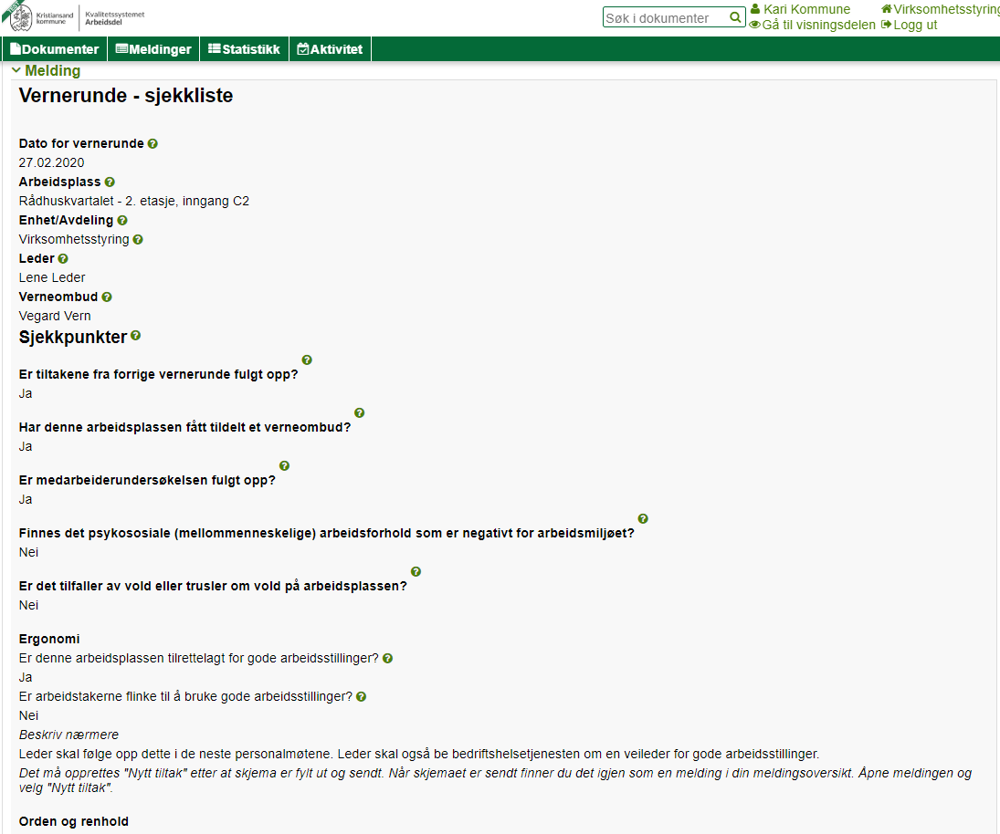 TEST
Kristiansand
kommune
Kvalitetssystemet
Arbeidsdel
Søk i dokumenter
Kari Kommune
Virksomhetsstyring
Gå til visningsdelen
Logg ut
Dokumenter
Meldinger
Statistikk
Aktivitet
Melding
Vernerunde - sjekkliste
Dato for vernerunde
27.02.2020
Arbeidsplass
Rådhuskvartalet - 2. etasje, inngang C2
Enhet/Avdeling
Virksomhetsstyring
Leder
Lene Leder
Verneombud
Vegard Vern
Sjekkpunkter
Er tiltakene fra forrige vernerunde fulgt opp?
Ja
Har denne arbeidsplassen fått tildelt et verneombud?
Ja
Er medarbeiderundersøkelsen fulgt opp?
Ja
Finnes det psykososiale (mellommenneskelige) arbeidsforhold som er negativt for arbeidsmiljøet?
Nei
Er det tilfaller av vold eller trusler om vold på arbeidsplassen?
Nei
Ergonomi
Er denne arbeidsplassen tilrettelagt for gode arbeidsstillinger?
Ja
Er arbeidstakerne flinke til å bruke gode arbeidsstillinger?
Nei
Beskriv nærmere
Leder skal følge opp dette i de neste personalmøtene. Leder skal også be bedriftshelsetjenesten om en veileder for gode arbeidsstillinger.
Det må opprettes "Nytt tiltak" etter at skjema er fylt ut og sendt. Når skjemaet er sendt finner du det igjen som en melding i din meldingsoversikt. Åpne meldingen og
velg "Nytt tiltak".
Orden og renhold